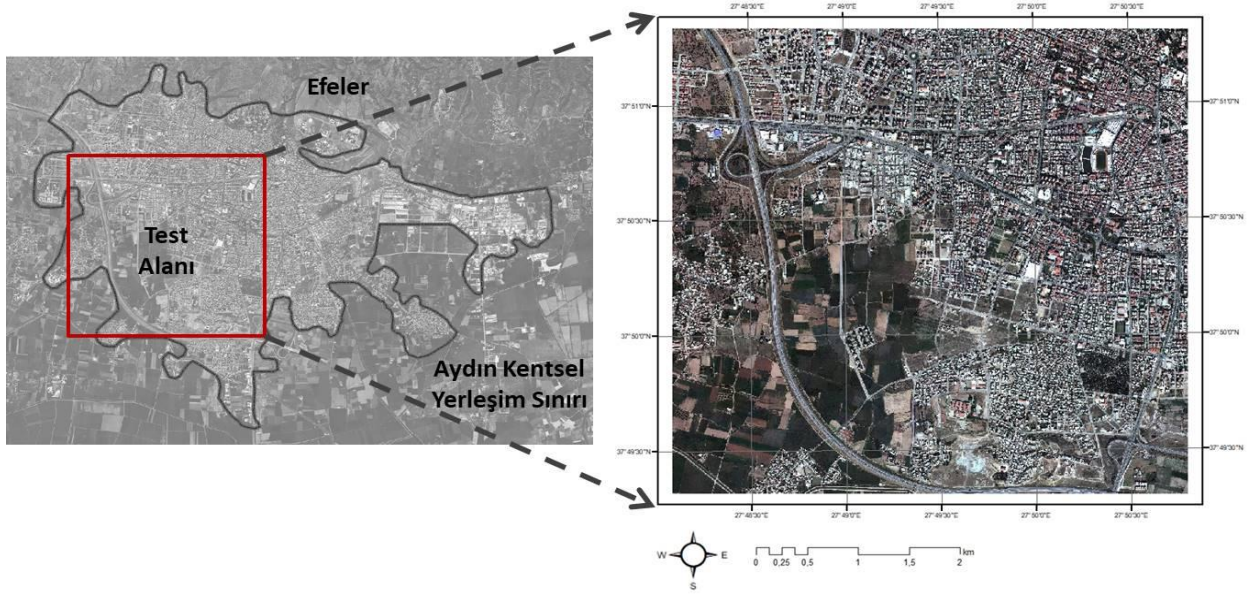 Efeler
Test
Alanı
Aydın Kentsel
Yerleşim Sınırı
27°48'30"E 27°49'0"E 27°49'30"E 27°50'0"E 27°50'30"E
37°51'0"N 37°51'0"N
37°50'30"N 37°50'30"N
37°50'0"N 37°50'0"N
37°49'30"N 37°49'30"N
27°48'30"E 27°49'0"E 27°49'30"E 27°50'0"E 27°50'30"E
W E
S
km
0 0,25 0,5 1 1,5 2